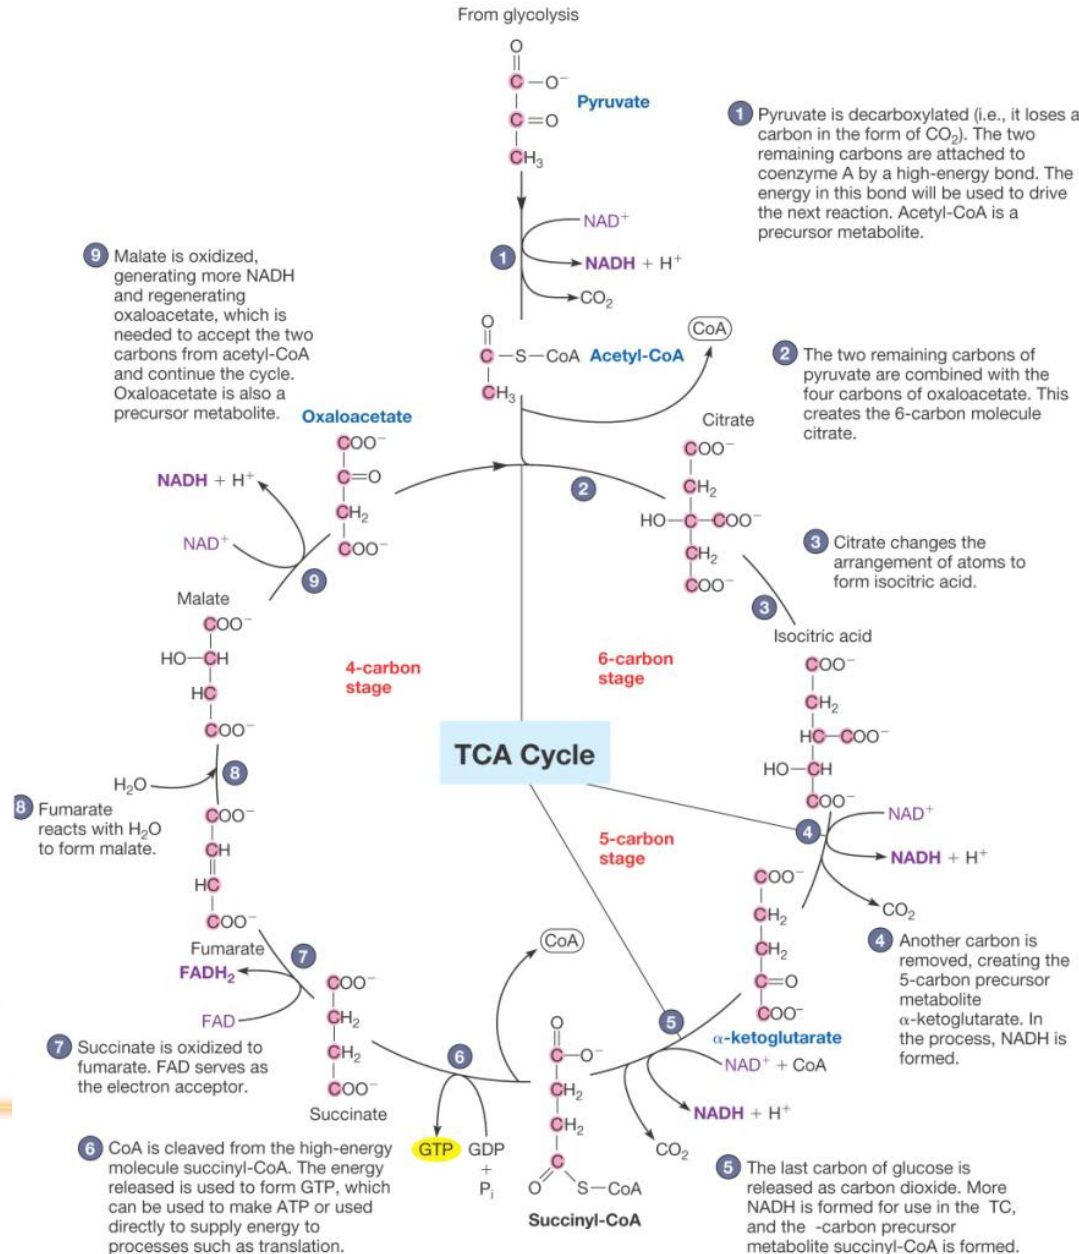 From glycolysis
O
C–O⁻
Pyruvate
C=O
CH₃
1 Pyruvate is decarboxylated (i.e., it loses a
carbon in the form of CO₂). The two
remaining carbons are attached to
coenzyme A by a high-energy bond. The
energy in this bond will be used to drive
the next reaction. Acetyl-CoA is a
precursor metabolite.
NAD⁺
1
NADH + H⁺
CO₂
O
C–S–CoA Acetyl-CoA
CH₃
CoA
2 The two remaining carbons of
pyruvate are combined with the
four carbons of oxaloacetate. This
creates the 6-carbon molecule
citrate.
2
Citrate
COO⁻
CH₂
HO–C–COO⁻
CH₂
COO⁻
3 Citrate changes the
arrangement of atoms to
form isocitric acid.
3
Isocitric acid
COO⁻
CH₂
HC–COO⁻
HO–CH
COO⁻
6-carbon
stage
TCA Cycle
4
NAD⁺
NADH + H⁺
CO₂
4 Another carbon is
removed, creating the
5-carbon precursor
metabolite
α-ketoglutarate. In
the process, NADH is
formed.
5-carbon
stage
COO⁻
CH₂
CH₂
C=O
COO⁻
α-ketoglutarate
5
NAD⁺ + CoA
NADH + H⁺
CO₂
5 The last carbon of glucose is
released as carbon dioxide. More
NADH is formed for use in the TC,
and the -carbon precursor
metabolite succinyl-CoA is formed.
O
C–O⁻
CH₂
CH₂
C
O S–CoA
Succinyl-CoA
CoA
6
GTP GDP
+
Pᵢ
6 CoA is cleaved from the high-energy
molecule succinyl-CoA. The energy
released is used to form GTP, which
can be used to make ATP or used
directly to supply energy to
processes such as translation.
COO⁻
CH₂
CH₂
COO⁻
Succinate
7
FADH₂
FAD
7 Succinate is oxidized to
fumarate. FAD serves as
the electron acceptor.
COO⁻
CH
HC
COO⁻
Fumarate
H₂O
8
8 Fumarate
reacts with H₂O
to form malate.
Malate
COO⁻
HO–CH
HC
COO⁻
4-carbon
stage
9
NAD⁺
NADH + H⁺
9 Malate is oxidized,
generating more NADH
and regenerating
oxaloacetate, which is
needed to accept the two
carbons from acetyl-CoA
and continue the cycle.
Oxaloacetate is also a
precursor metabolite.
Oxaloacetate
COO⁻
C=O
CH₂
COO⁻